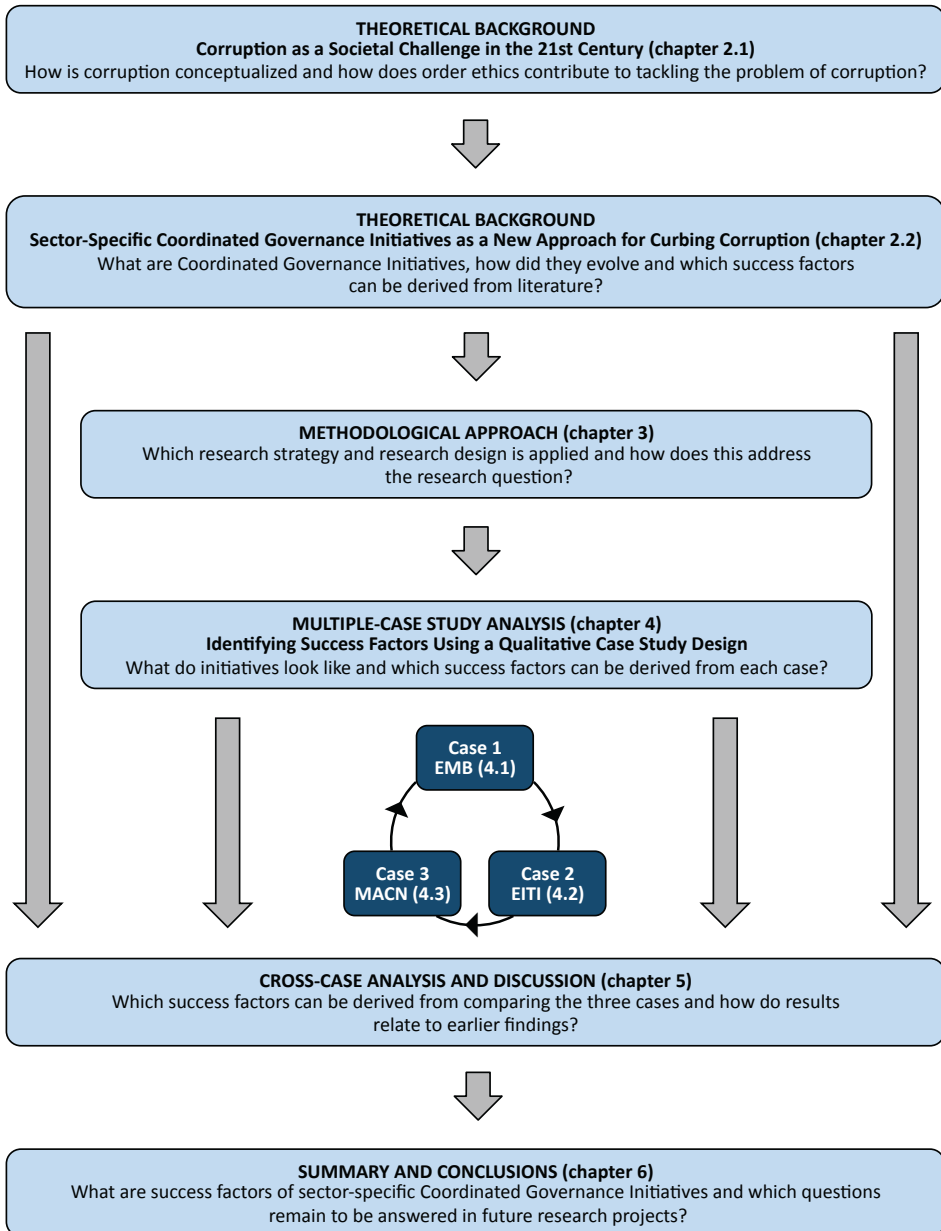 THEORETICAL BACKGROUND
Corruption as a Societal Challenge in the 21st Century (chapter 2.1)
How is corruption conceptualized and how does order ethics contribute to tackling the problem of corruption?
THEORETICAL BACKGROUND
Sector-Specific Coordinated Governance Initiatives as a New Approach for Curbing Corruption (chapter 2.2)
What are Coordinated Governance Initiatives, how did they evolve and which success factors
can be derived from literature?
METHODOLOGICAL APPROACH (chapter 3)
Which research strategy and research design is applied and how does this address
the research question?
MULTIPLE-CASE STUDY ANALYSIS (chapter 4)
Identifying Success Factors Using a Qualitative Case Study Design
What do initiatives look like and which success factors can be derived from each case?
Case 1
EMB (4.1)
Case 3
MACN (4.3)
Case 2
EITI (4.2)
CROSS-CASE ANALYSIS AND DISCUSSION (chapter 5)
Which success factors can be derived from comparing the three cases and how do results
relate to earlier findings?
SUMMARY AND CONCLUSIONS (chapter 6)
What are success factors of sector-specific Coordinated Governance Initiatives and which questions
remain to be answered in future research projects?